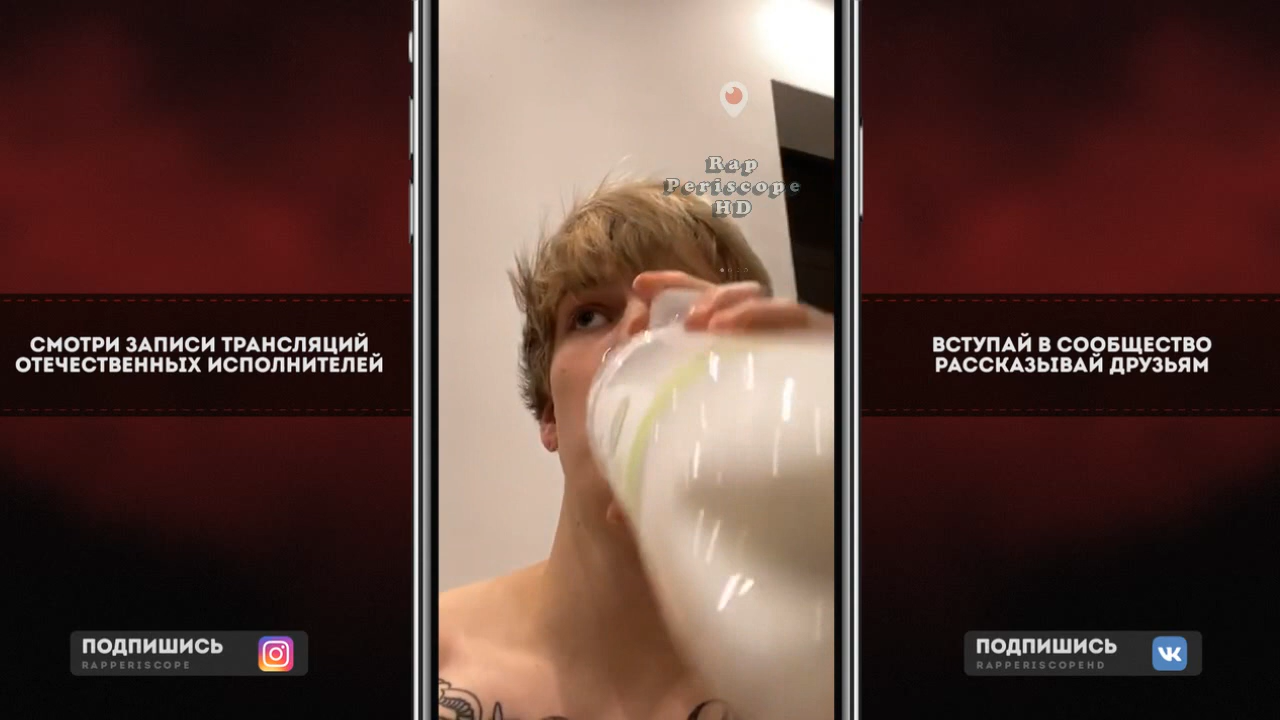 Rap
Periscope
HD
СМОТРИ ЗАПИСИ ТРАНСЛЯЦИЙ
ОТЕЧЕСТВЕННЫХ ИСПОЛНИТЕЛЕЙ
ВСТУПАЙ В СООБЩЕСТВО
РАССКАЗЫВАЙ ДРУЗЬЯМ
ПОДПИШИСЬ
RAPPERISCOPE
ПОДПИШИСЬ
RAPPERISCOPEHD